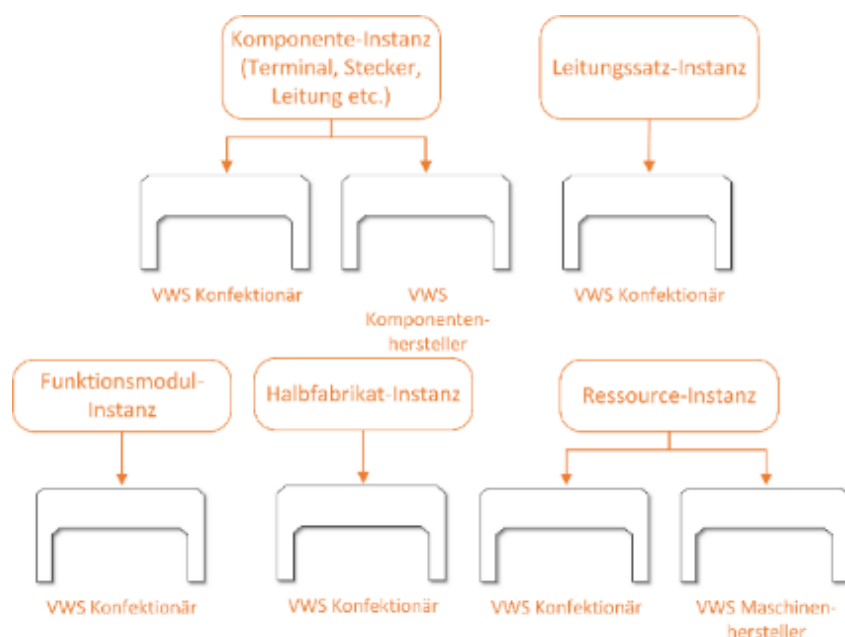 Komponente-Instanz
(Terminal, Stecker,
Leitung etc.)
Leitungssatz-Instanz
VWS Konfektionär
VWS
Komponenten-
hersteller
VWS Konfektionär
Funktionsmodul-
Instanz
Halbfabrikat-Instanz
Ressource-Instanz
VWS Konfektionär
VWS Konfektionär
VWS Konfektionär
VWS Maschinen-
hersteller